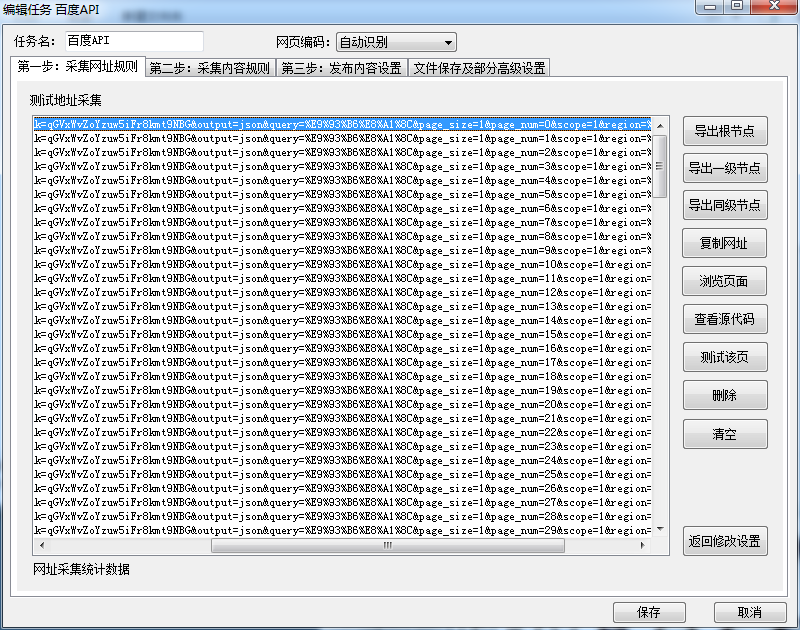 编辑任务 百度API
任务名： 百度API 网页编码： 自动识别
第一步：采集网址规则 第二步：采集内容规则 第三步：发布内容设置 文件保存及部分高级设置
测试地址采集
k=qGVxWvZoYzuw5iFr8kmt9NBG&output=json&query=%E9%93%B6%E8%A1%8C&page_size=1&page_num=0&scope=1&region=%
k=qGVxWvZoYzuw5iFr8kmt9NBG&output=json&query=%E9%93%B6%E8%A1%8C&page_size=1&page_num=1&scope=1&region=%
k=qGVxWvZoYzuw5iFr8kmt9NBG&output=json&query=%E9%93%B6%E8%A1%8C&page_size=1&page_num=2&scope=1&region=%
k=qGVxWvZoYzuw5iFr8kmt9NBG&output=json&query=%E9%93%B6%E8%A1%8C&page_size=1&page_num=3&scope=1&region=%
k=qGVxWvZoYzuw5iFr8kmt9NBG&output=json&query=%E9%93%B6%E8%A1%8C&page_size=1&page_num=4&scope=1&region=%
k=qGVxWvZoYzuw5iFr8kmt9NBG&output=json&query=%E9%93%B6%E8%A1%8C&page_size=1&page_num=5&scope=1&region=%
k=qGVxWvZoYzuw5iFr8kmt9NBG&output=json&query=%E9%93%B6%E8%A1%8C&page_size=1&page_num=6&scope=1&region=%
k=qGVxWvZoYzuw5iFr8kmt9NBG&output=json&query=%E9%93%B6%E8%A1%8C&page_size=1&page_num=7&scope=1&region=%
k=qGVxWvZoYzuw5iFr8kmt9NBG&output=json&query=%E9%93%B6%E8%A1%8C&page_size=1&page_num=8&scope=1&region=%
k=qGVxWvZoYzuw5iFr8kmt9NBG&output=json&query=%E9%93%B6%E8%A1%8C&page_size=1&page_num=9&scope=1&region=%
k=qGVxWvZoYzuw5iFr8kmt9NBG&output=json&query=%E9%93%B6%E8%A1%8C&page_size=1&page_num=10&scope=1&region=
k=qGVxWvZoYzuw5iFr8kmt9NBG&output=json&query=%E9%93%B6%E8%A1%8C&page_size=1&page_num=11&scope=1&region=
k=qGVxWvZoYzuw5iFr8kmt9NBG&output=json&query=%E9%93%B6%E8%A1%8C&page_size=1&page_num=12&scope=1&region=
k=qGVxWvZoYzuw5iFr8kmt9NBG&output=json&query=%E9%93%B6%E8%A1%8C&page_size=1&page_num=13&scope=1&region=
k=qGVxWvZoYzuw5iFr8kmt9NBG&output=json&query=%E9%93%B6%E8%A1%8C&page_size=1&page_num=14&scope=1&region=
k=qGVxWvZoYzuw5iFr8kmt9NBG&output=json&query=%E9%93%B6%E8%A1%8C&page_size=1&page_num=15&scope=1&region=
k=qGVxWvZoYzuw5iFr8kmt9NBG&output=json&query=%E9%93%B6%E8%A1%8C&page_size=1&page_num=16&scope=1&region=
k=qGVxWvZoYzuw5iFr8kmt9NBG&output=json&query=%E9%93%B6%E8%A1%8C&page_size=1&page_num=17&scope=1&region=
k=qGVxWvZoYzuw5iFr8kmt9NBG&output=json&query=%E9%93%B6%E8%A1%8C&page_size=1&page_num=18&scope=1&region=
k=qGVxWvZoYzuw5iFr8kmt9NBG&output=json&query=%E9%93%B6%E8%A1%8C&page_size=1&page_num=19&scope=1&region=
k=qGVxWvZoYzuw5iFr8kmt9NBG&output=json&query=%E9%93%B6%E8%A1%8C&page_size=1&page_num=20&scope=1&region=
k=qGVxWvZoYzuw5iFr8kmt9NBG&output=json&query=%E9%93%B6%E8%A1%8C&page_size=1&page_num=21&scope=1&region=
k=qGVxWvZoYzuw5iFr8kmt9NBG&output=json&query=%E9%93%B6%E8%A1%8C&page_size=1&page_num=22&scope=1&region=
k=qGVxWvZoYzuw5iFr8kmt9NBG&output=json&query=%E9%93%B6%E8%A1%8C&page_size=1&page_num=23&scope=1&region=
k=qGVxWvZoYzuw5iFr8kmt9NBG&output=json&query=%E9%93%B6%E8%A1%8C&page_size=1&page_num=24&scope=1&region=
k=qGVxWvZoYzuw5iFr8kmt9NBG&output=json&query=%E9%93%B6%E8%A1%8C&page_size=1&page_num=25&scope=1&region=
k=qGVxWvZoYzuw5iFr8kmt9NBG&output=json&query=%E9%93%B6%E8%A1%8C&page_size=1&page_num=26&scope=1&region=
k=qGVxWvZoYzuw5iFr8kmt9NBG&output=json&query=%E9%93%B6%E8%A1%8C&page_size=1&page_num=27&scope=1&region=
k=qGVxWvZoYzuw5iFr8kmt9NBG&output=json&query=%E9%93%B6%E8%A1%8C&page_size=1&page_num=28&scope=1&region=
k=qGVxWvZoYzuw5iFr8kmt9NBG&output=json&query=%E9%93%B6%E8%A1%8C&page_size=1&page_num=29&scope=1&region=
导出根节点
导出一级节点
导出同级节点
复制网址
浏览页面
查看源代码
测试该页
删除
清空
返回修改设置
网址采集统计数据
保存 取消